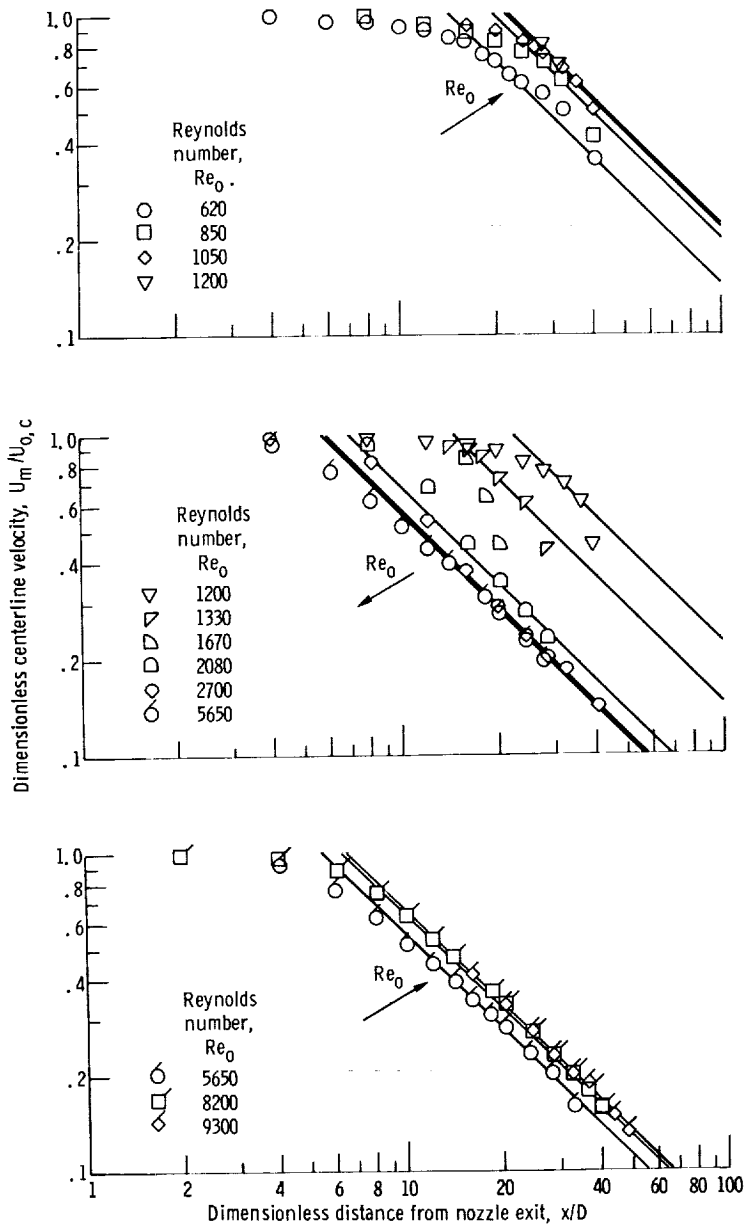 1.0
.8
.6
.4
.2
.1
Re0
Reynolds
number,
Re0 .
620
850
1050
1200
Dimensionless centerline velocity, Um/U0,c
1.0
.8
.6
.4
.2
.1
Reynolds
number,
Re0
1200
1330
1670
2080
2700
5650
Re0
1.0
.8
.6
.4
.2
.1
Re0
Reynolds
number,
Re0
5650
8200
9300
1 2 4 6 8 10 20 40 60 80 100
Dimensionless distance from nozzle exit, x/D